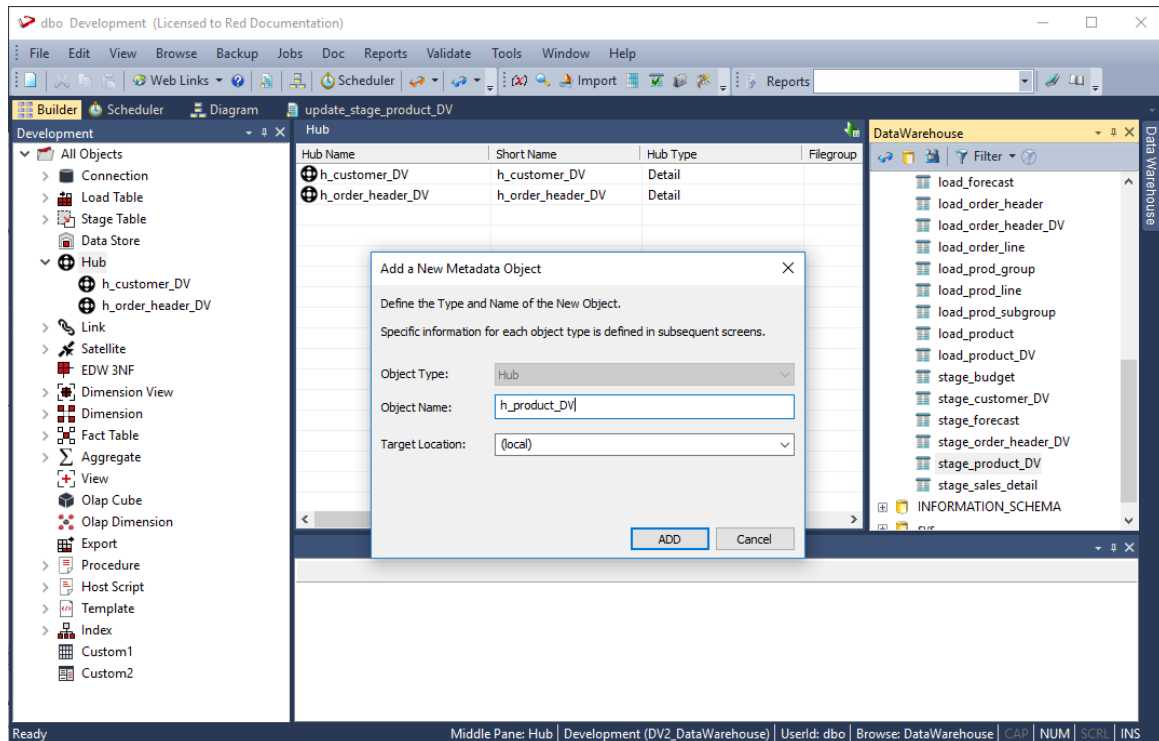 dbo Development (Licensed to Red Documentation)
File Edit View Browse Backup Jobs Doc Reports Validate Tools Window Help
Web Links Scheduler (x) Import Reports
Builder Scheduler Diagram update_stage_product_DV
Development
All Objects
Connection
Load Table
Stage Table
Data Store
Hub
h_customer_DV
h_order_header_DV
Link
Satellite
EDW 3NF
Dimension View
Dimension
Fact Table
Aggregate
View
Olap Cube
Olap Dimension
Export
Procedure
Host Script
Template
Index
Custom1
Custom2
Hub
Hub Name Short Name Hub Type Filegroup
h_customer_DV h_customer_DV Detail
h_order_header_DV h_order_header_DV Detail
Add a New Metadata Object
Define the Type and Name of the New Object.
Specific information for each object type is defined in subsequent screens.
Object Type: Hub
Object Name: h_product_DV
Target Location: (local)
ADD Cancel
DataWarehouse
Filter
load_forecast
load_order_header
load_order_header_DV
load_order_line
load_prod_group
load_prod_line
load_prod_subgroup
load_product
load_product_DV
stage_budget
stage_customer_DV
stage_forecast
stage_order_header_DV
stage_product_DV
stage_sales_detail
INFORMATION_SCHEMA
Data Warehouse
Ready Middle Pane: Hub Development (DV2_DataWarehouse) UserId: dbo Browse: DataWarehouse CAP NUM SCRL INS